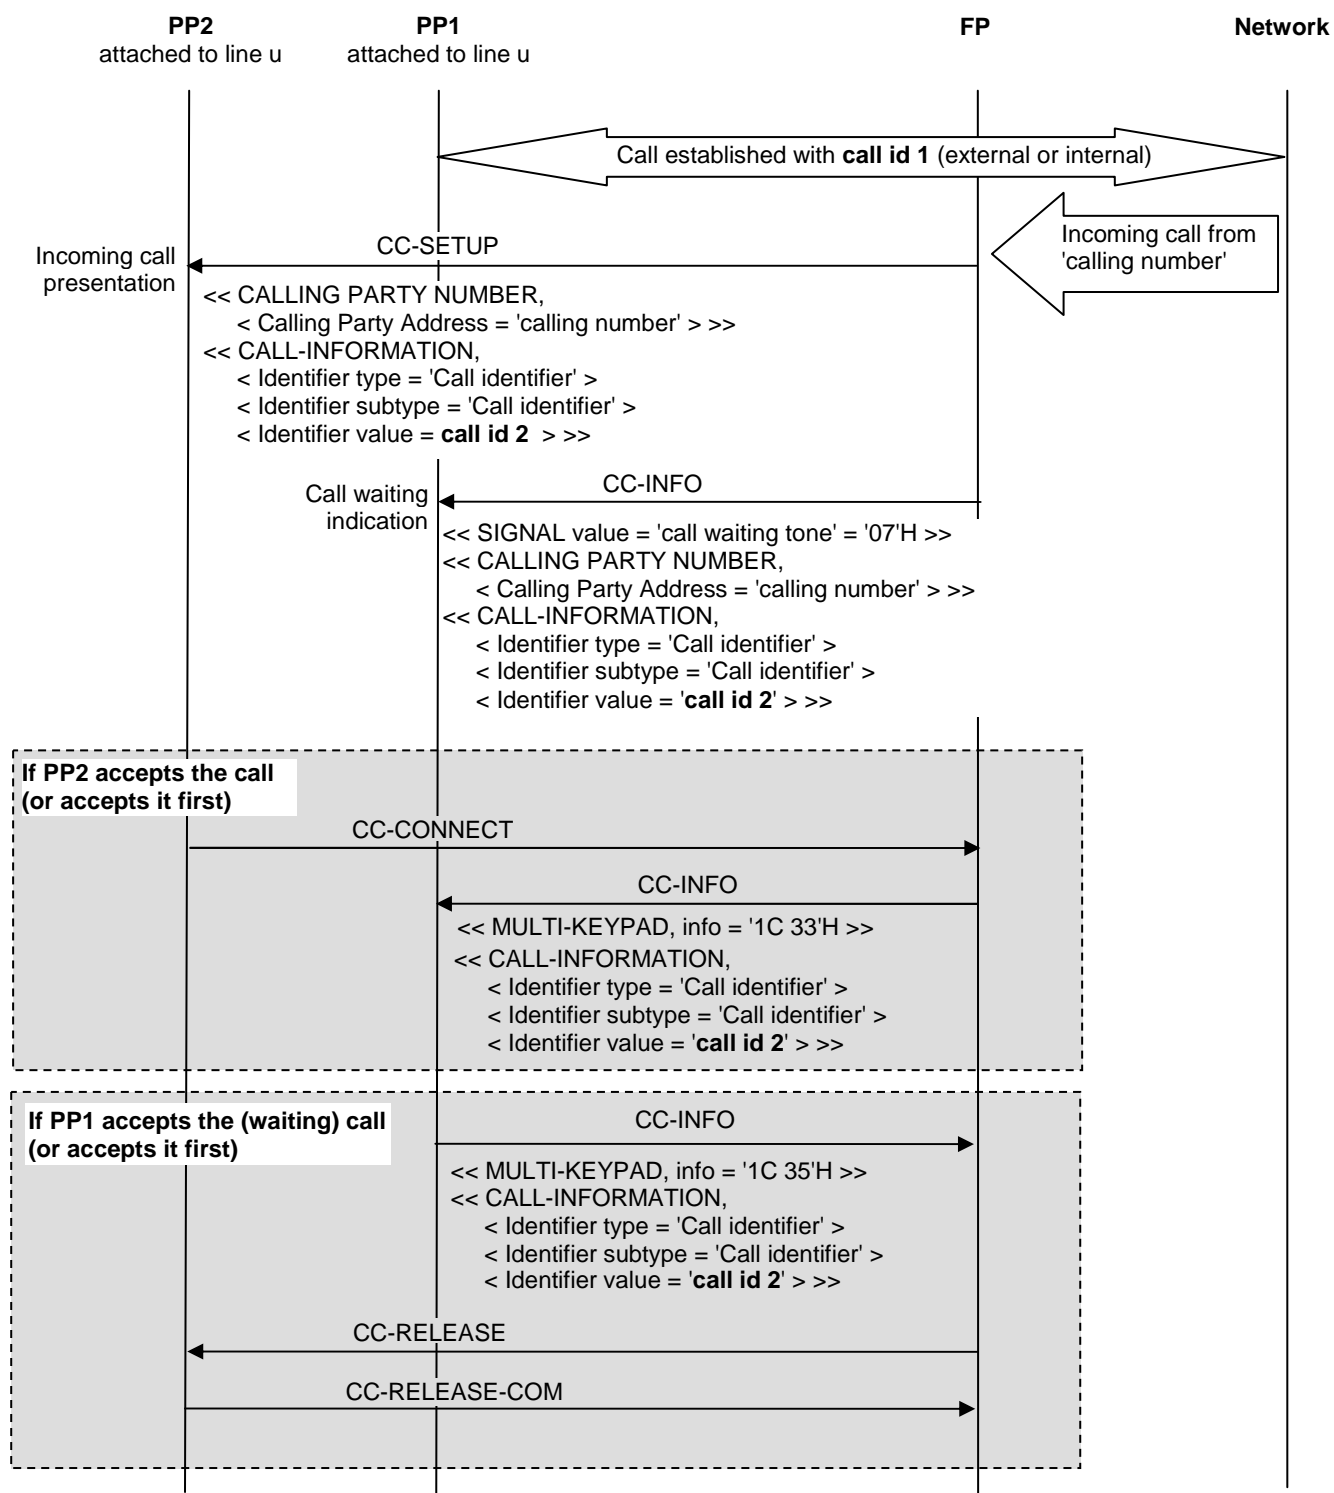 PP2
attached to line u
PP1
attached to line u
FP
Network
Call established with call id 1 (external or internal)
Incoming call from
'calling number'
CC-SETUP
Incoming call
presentation
<< CALLING PARTY NUMBER,
< Calling Party Address = 'calling number' > >>
<< CALL-INFORMATION,
< Identifier type = 'Call identifier' >
< Identifier subtype = 'Call identifier' >
< Identifier value = call id 2 > >>
CC-INFO
Call waiting
indication
<< SIGNAL value = 'call waiting tone' = '07'H >>
<< CALLING PARTY NUMBER,
< Calling Party Address = 'calling number' > >>
<< CALL-INFORMATION,
< Identifier type = 'Call identifier' >
< Identifier subtype = 'Call identifier' >
< Identifier value = 'call id 2' > >>
If PP2 accepts the call
(or accepts it first)
CC-CONNECT
CC-INFO
<< MULTI-KEYPAD, info = '1C 33'H >>
<< CALL-INFORMATION,
< Identifier type = 'Call identifier' >
< Identifier subtype = 'Call identifier' >
< Identifier value = 'call id 2' > >>
If PP1 accepts the (waiting) call
(or accepts it first)
CC-INFO
<< MULTI-KEYPAD, info = '1C 35'H >>
<< CALL-INFORMATION,
< Identifier type = 'Call identifier' >
< Identifier subtype = 'Call identifier' >
< Identifier value = 'call id 2' > >>
CC-RELEASE
CC-RELEASE-COM